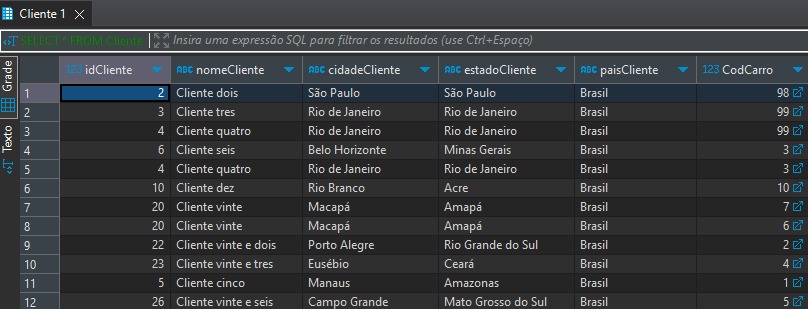 Cliente 1
SELECT * FROM Cliente Insira uma expressão SQL para filtrar os resultados (use Ctrl+Espaço)
Grade
Texto
123 idCliente ABC nomeCliente ABC cidadeCliente ABC estadoCliente ABC paisCliente 123 CodCarro
1 2 Cliente dois São Paulo São Paulo Brasil 98
2 3 Cliente tres Rio de Janeiro Rio de Janeiro Brasil 99
3 4 Cliente quatro Rio de Janeiro Rio de Janeiro Brasil 99
4 6 Cliente seis Belo Horizonte Minas Gerais Brasil 3
5 4 Cliente quatro Rio de Janeiro Rio de Janeiro Brasil 3
6 10 Cliente dez Rio Branco Acre Brasil 10
7 20 Cliente vinte Macapá Amapá Brasil 7
8 20 Cliente vinte Macapá Amapá Brasil 6
9 22 Cliente vinte e dois Porto Alegre Rio Grande do Sul Brasil 2
10 23 Cliente vinte e tres Eusébio Ceará Brasil 4
11 5 Cliente cinco Manaus Amazonas Brasil 1
12 26 Cliente vinte e seis Campo Grande Mato Grosso do Sul Brasil 5